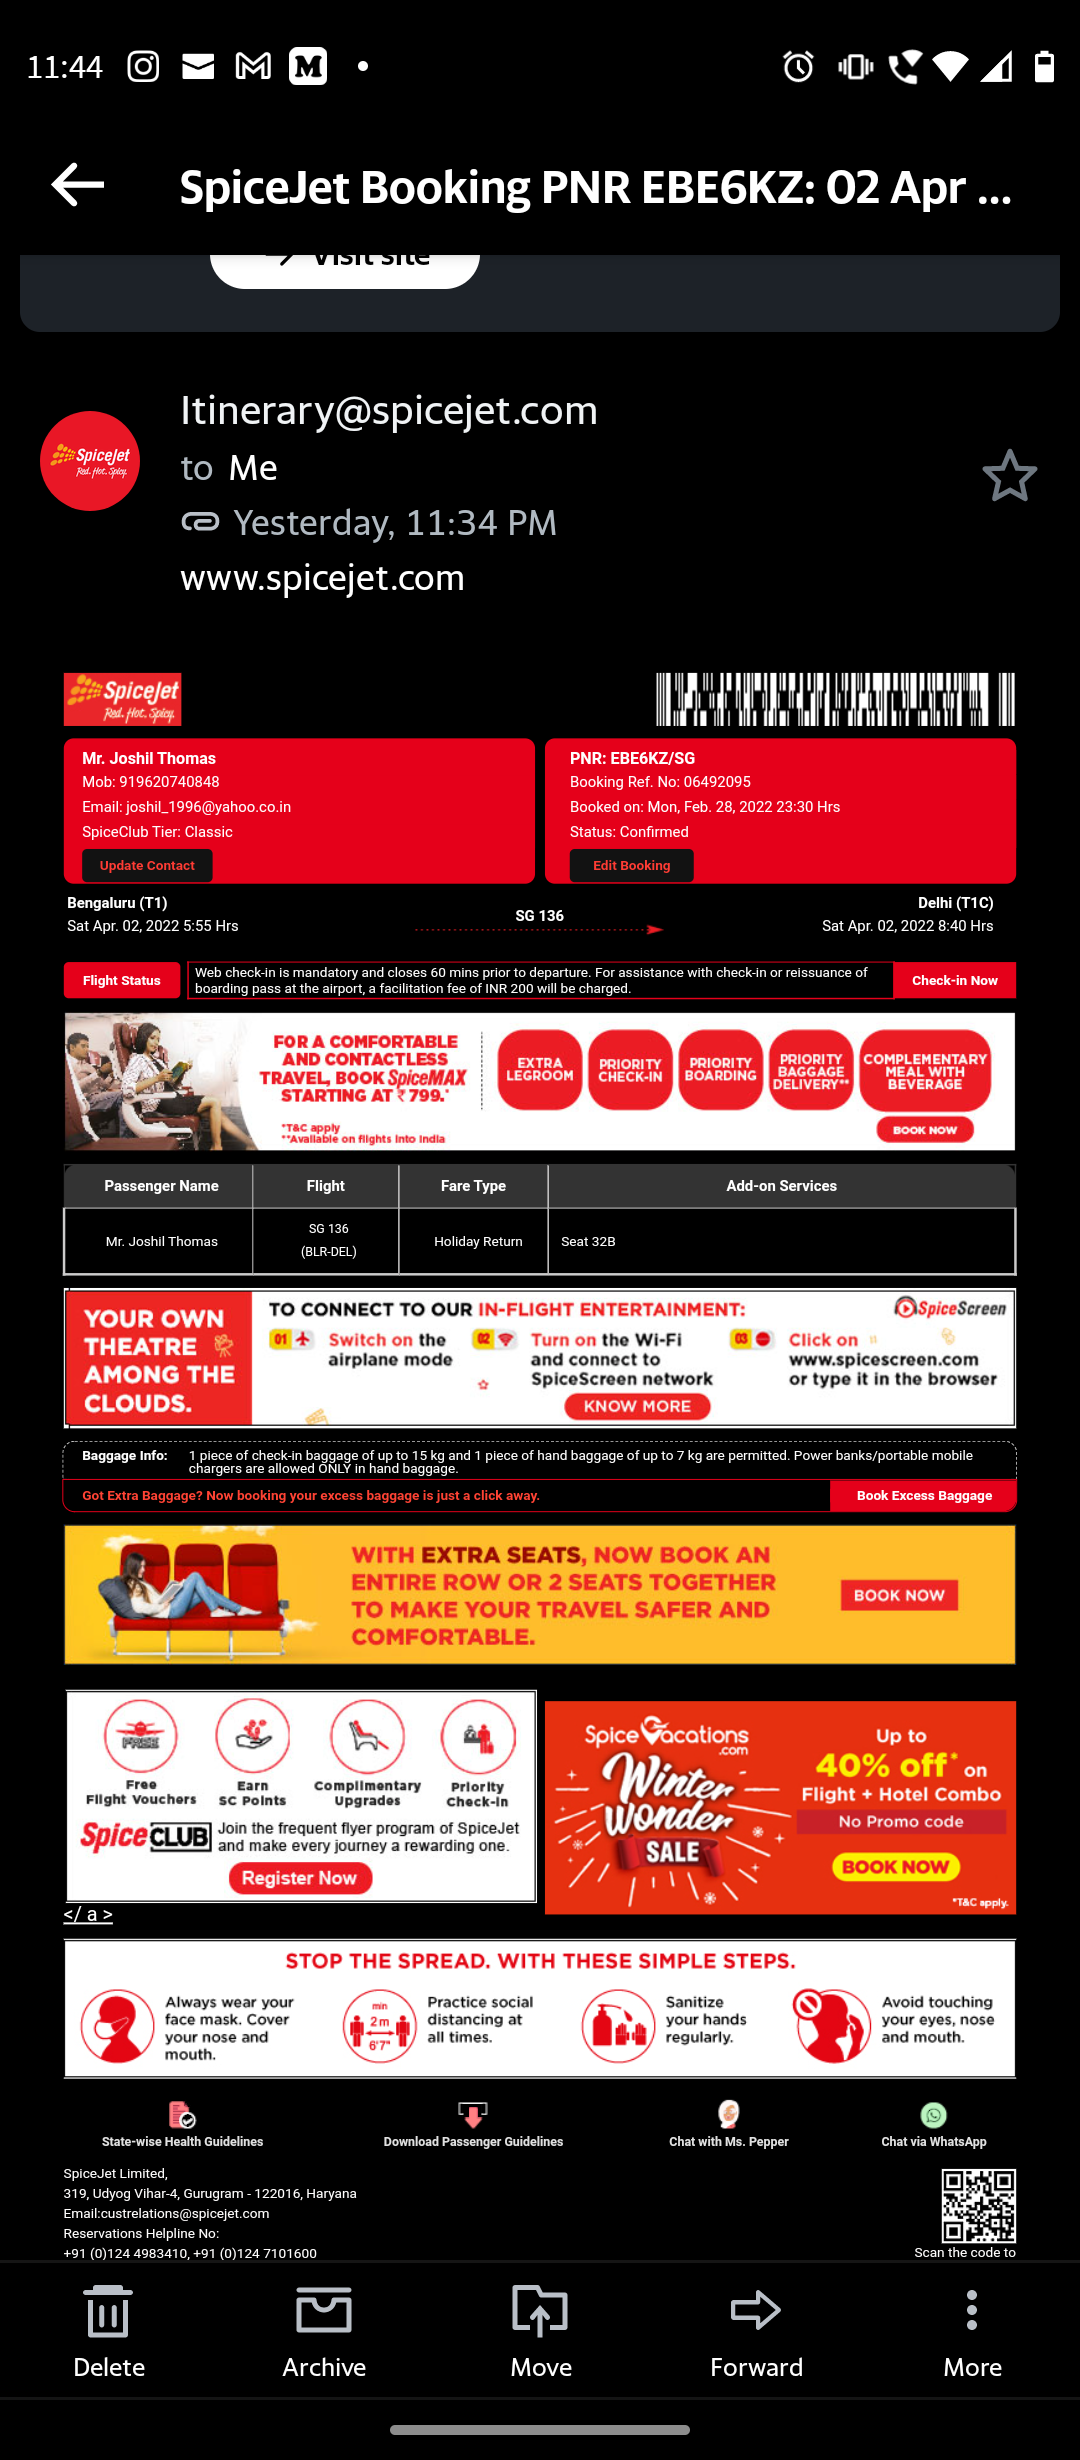 11:44
SpiceJet Booking PNR EBE6KZ: 02 Apr ...
Visit site
Itinerary@spicejet.com
to Me
Yesterday, 11:34 PM
www.spicejet.com
SpiceJet
Red. Hot. Spicy.
Mr. Joshil Thomas
Mob: 919620740848
Email: joshil_1996@yahoo.co.in
SpiceClub Tier: Classic
Update Contact
PNR: EBE6KZ/SG
Booking Ref. No: 06492095
Booked on: Mon, Feb. 28, 2022 23:30 Hrs
Status: Confirmed
Edit Booking
Bengaluru (T1)
Sat Apr. 02, 2022 5:55 Hrs
SG 136
Delhi (T1C)
Sat Apr. 02, 2022 8:40 Hrs
Flight Status
Web check-in is mandatory and closes 60 mins prior to departure. For assistance with check-in or reissuance of
boarding pass at the airport, a facilitation fee of INR 200 will be charged.
Check-in Now
FOR A COMFORTABLE
AND CONTACTLESS
TRAVEL, BOOK SpiceMAX
STARTING AT ₹799.*
*T&C apply
**Available on flights into India
EXTRA
LEGROOM
PRIORITY
CHECK-IN
PRIORITY
BOARDING
PRIORITY
BAGGAGE
DELIVERY**
COMPLEMENTARY
MEAL WITH
BEVERAGE
BOOK NOW
Passenger Name Flight Fare Type Add-on Services
Mr. Joshil Thomas SG 136 (BLR-DEL) Holiday Return Seat 32B
YOUR OWN
THEATRE
AMONG THE
CLOUDS.
TO CONNECT TO OUR IN-FLIGHT ENTERTAINMENT:
SpiceScreen
01 Switch on the
airplane mode
02 Turn on the Wi-Fi
and connect to
SpiceScreen network
03 Click on
www.spicescreen.com
or type it in the browser
KNOW MORE
Baggage Info: 1 piece of check-in baggage of up to 15 kg and 1 piece of hand baggage of up to 7 kg are permitted. Power banks/portable mobile
chargers are allowed ONLY in hand baggage.
Got Extra Baggage? Now booking your excess baggage is just a click away.
Book Excess Baggage
WITH EXTRA SEATS, NOW BOOK AN
ENTIRE ROW OR 2 SEATS TOGETHER
TO MAKE YOUR TRAVEL SAFER AND
COMFORTABLE.
BOOK NOW
FREE
Free
Flight Vouchers
Earn
SC Points
Complimentary
Upgrades
Priority
Check-in
SpiceCLUB
Join the frequent flyer program of SpiceJet
and make every journey a rewarding one.
Register Now
</ a >
SpiceVacations
.com
Winter
Wonder
SALE
Up to
40% off* on
Flight + Hotel Combo
No Promo code
BOOK NOW
*T&C apply.
STOP THE SPREAD. WITH THESE SIMPLE STEPS.
Always wear your
face mask. Cover
your nose and
mouth.
min
2 m
6'7"
Practice social
distancing at
all times.
Sanitize
your hands
regularly.
Avoid touching
your eyes, nose
and mouth.
State-wise Health Guidelines
Download Passenger Guidelines
Chat with Ms. Pepper
Chat via WhatsApp
SpiceJet Limited,
319, Udyog Vihar-4, Gurugram - 122016, Haryana
Email:custrelations@spicejet.com
Reservations Helpline No:
+91 (0)124 4983410, +91 (0)124 7101600
Scan the code to
Delete
Archive
Move
Forward
More